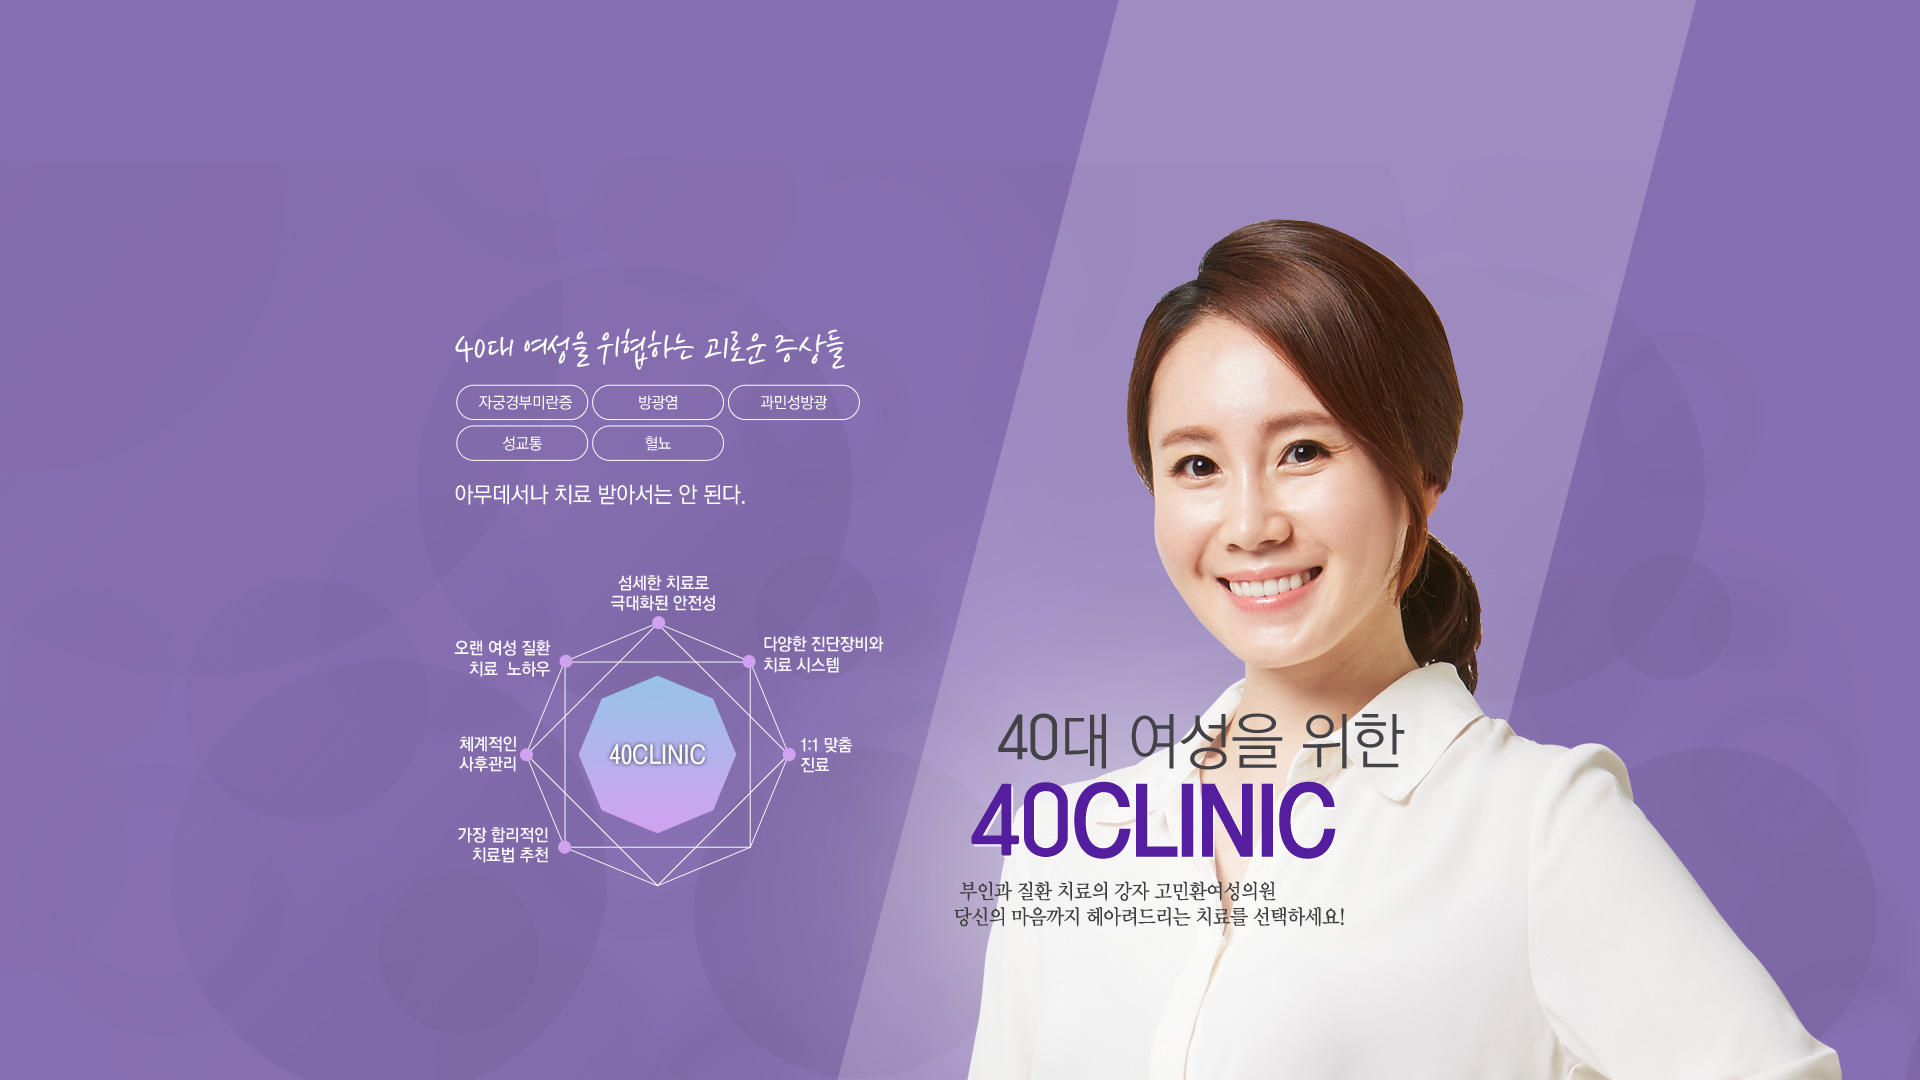 40대 여성을 위협하는 괴로운 증상들
자궁경부미란증
방광염
과민성방광
성교통
혈뇨
아무데서나 치료 받아서는 안 된다.
섬세한 치료로
극대화된 안전성
오랜 여성 질환
치료 노하우
다양한 진단장비와
치료 시스템
체계적인
사후관리
40CLINIC
1:1 맞춤
진료
가장 합리적인
치료법 추천
40대 여성을 위한
40CLINIC
부인과 질환 치료의 강자 고민환여성의원
당신의 마음까지 헤아려드리는 치료를 선택하세요!